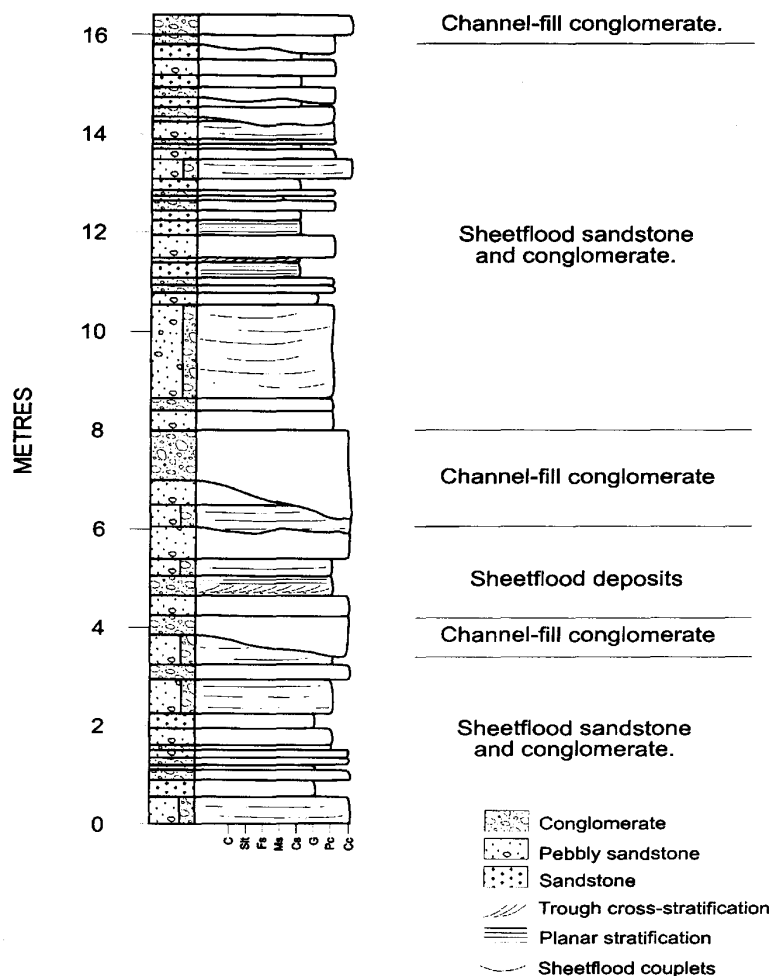 16
14
12
10
8
6
4
2
0
METRES
C Slt Fs Ms Cs G Pc Cc
Channel-fill conglomerate.
Sheetflood sandstone
and conglomerate.
Channel-fill conglomerate
Sheetflood deposits
Channel-fill conglomerate
Sheetflood sandstone
and conglomerate.
Conglomerate
Pebbly sandstone
Sandstone
Trough cross-stratification
Planar stratification
Sheetflood couplets